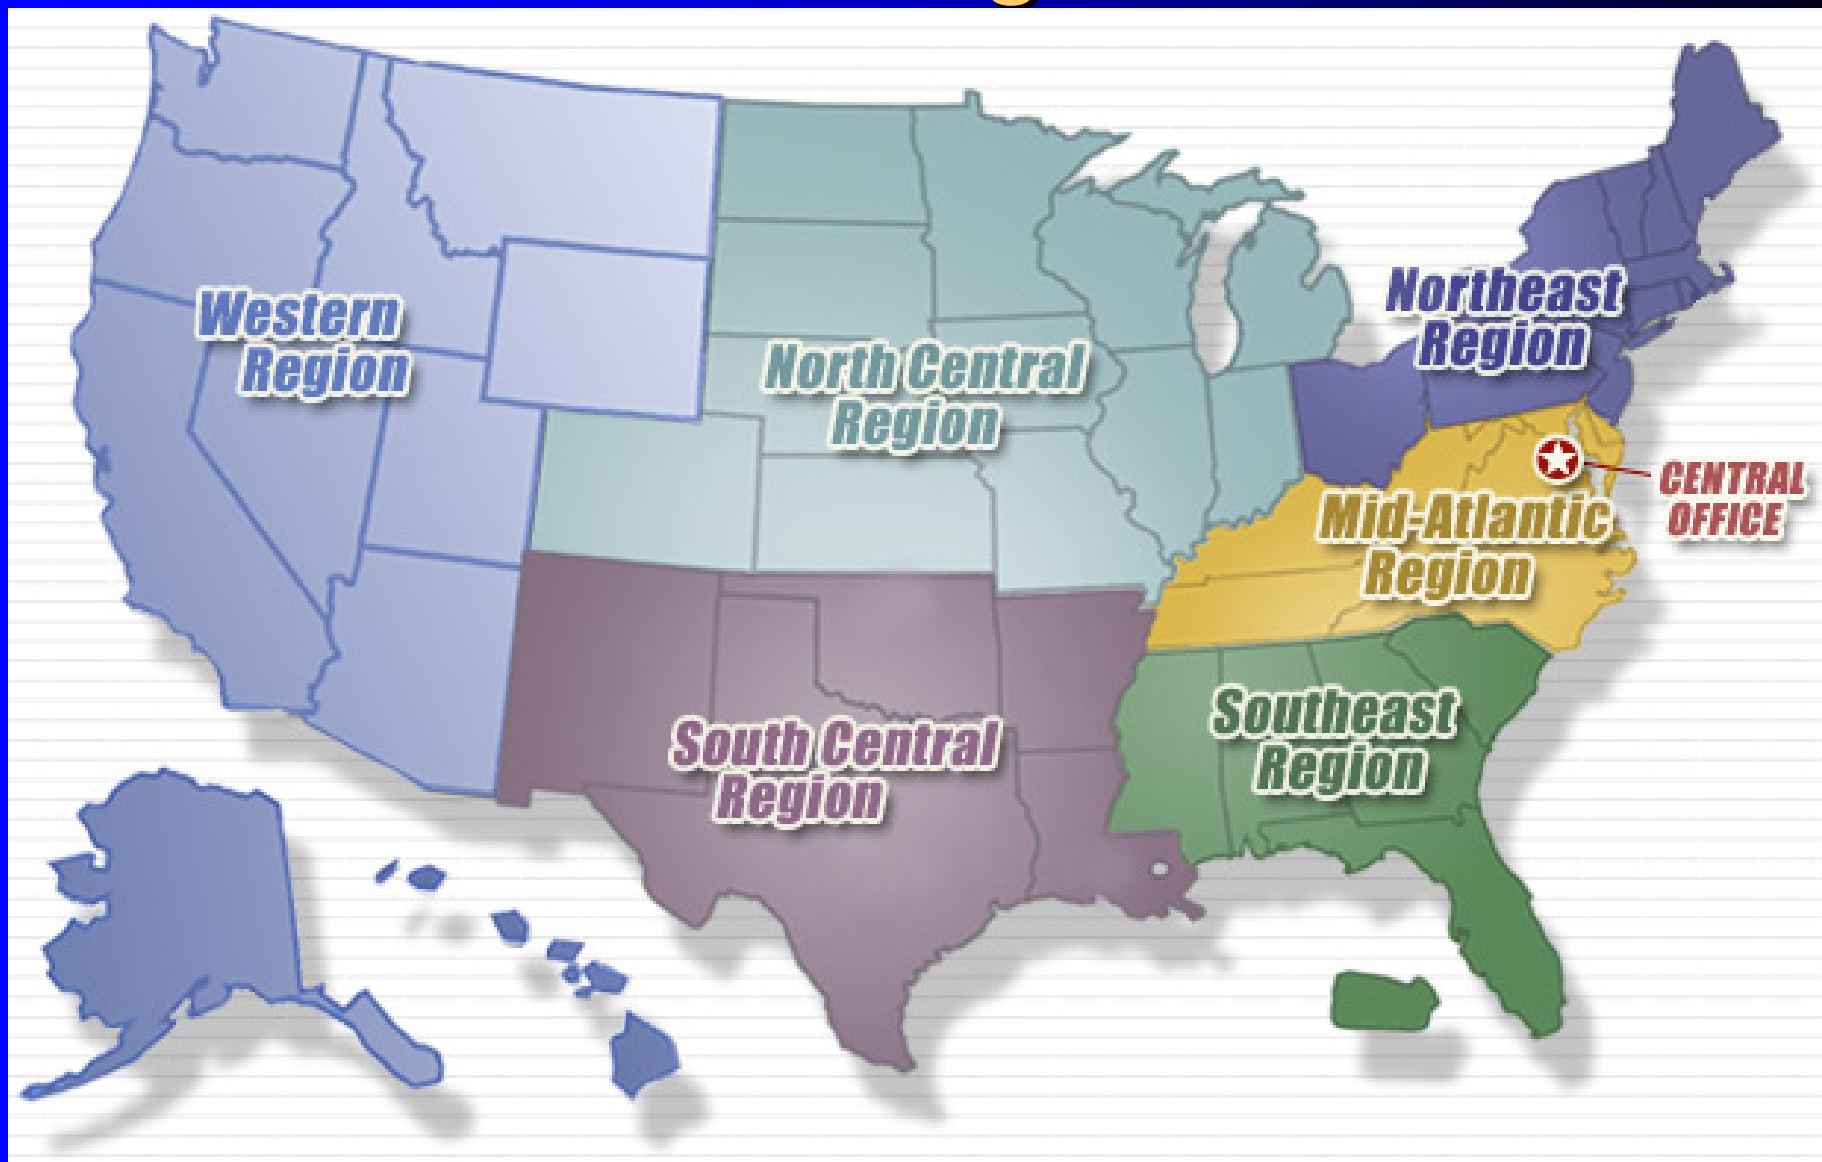 Northeast
Region
Western
Region
North Central
Region
CENTRAL
OFFICE
Mid-Atlantic
Region
Southeast
Region
South Central
Region